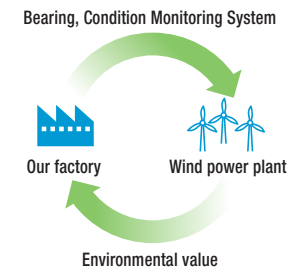 Bearing, Condition Monitoring System
Our factory
Wind power plant
Environmental value